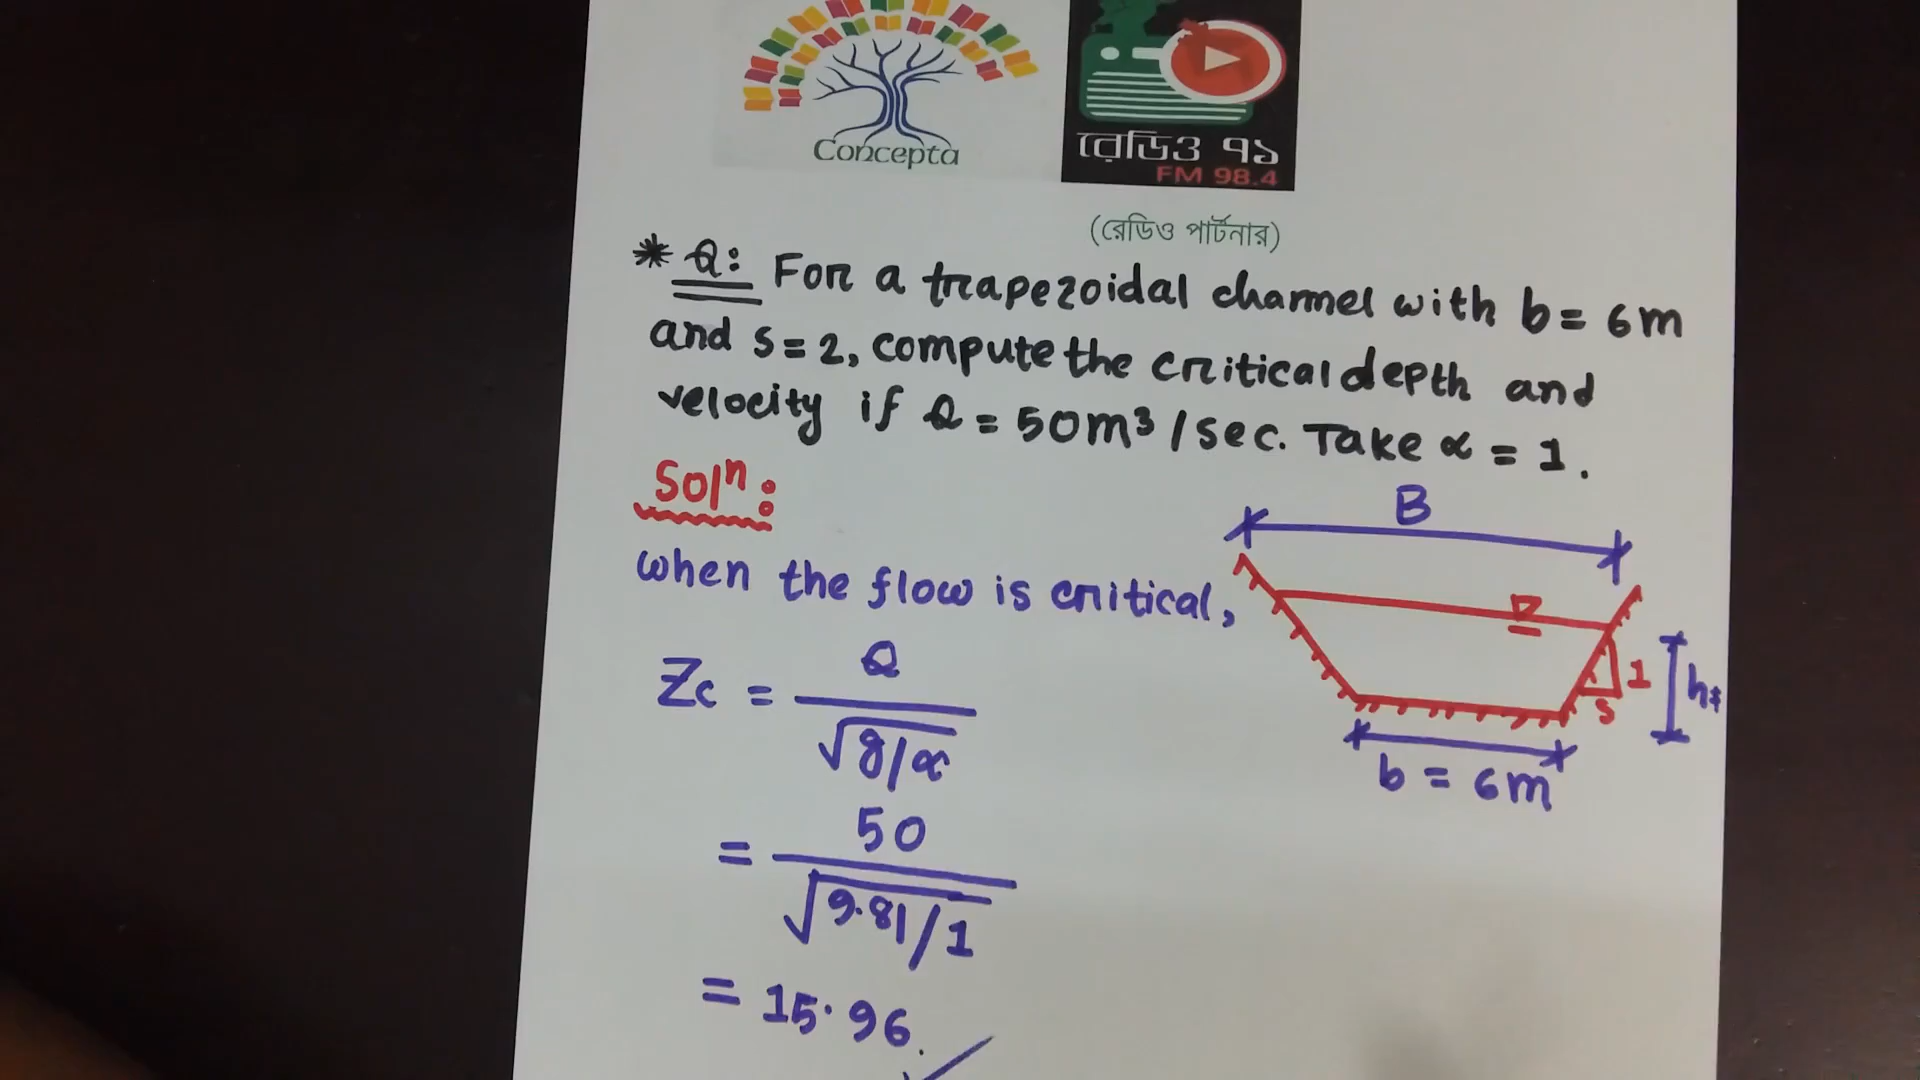 Concepta
রেডিও ৭১
FM 98.4
(রেডিও পার্টনার)
* Q: For a trapezoidal channel with b = 6m
and s = 2, compute the critical depth and
velocity if Q = 50m³/sec. Take α = 1.
Solⁿ:
when the flow is critical,
Zc = Q / √g/α
= 50 / √9.81/1
= 15.96
B
1
s
h
b = 6m